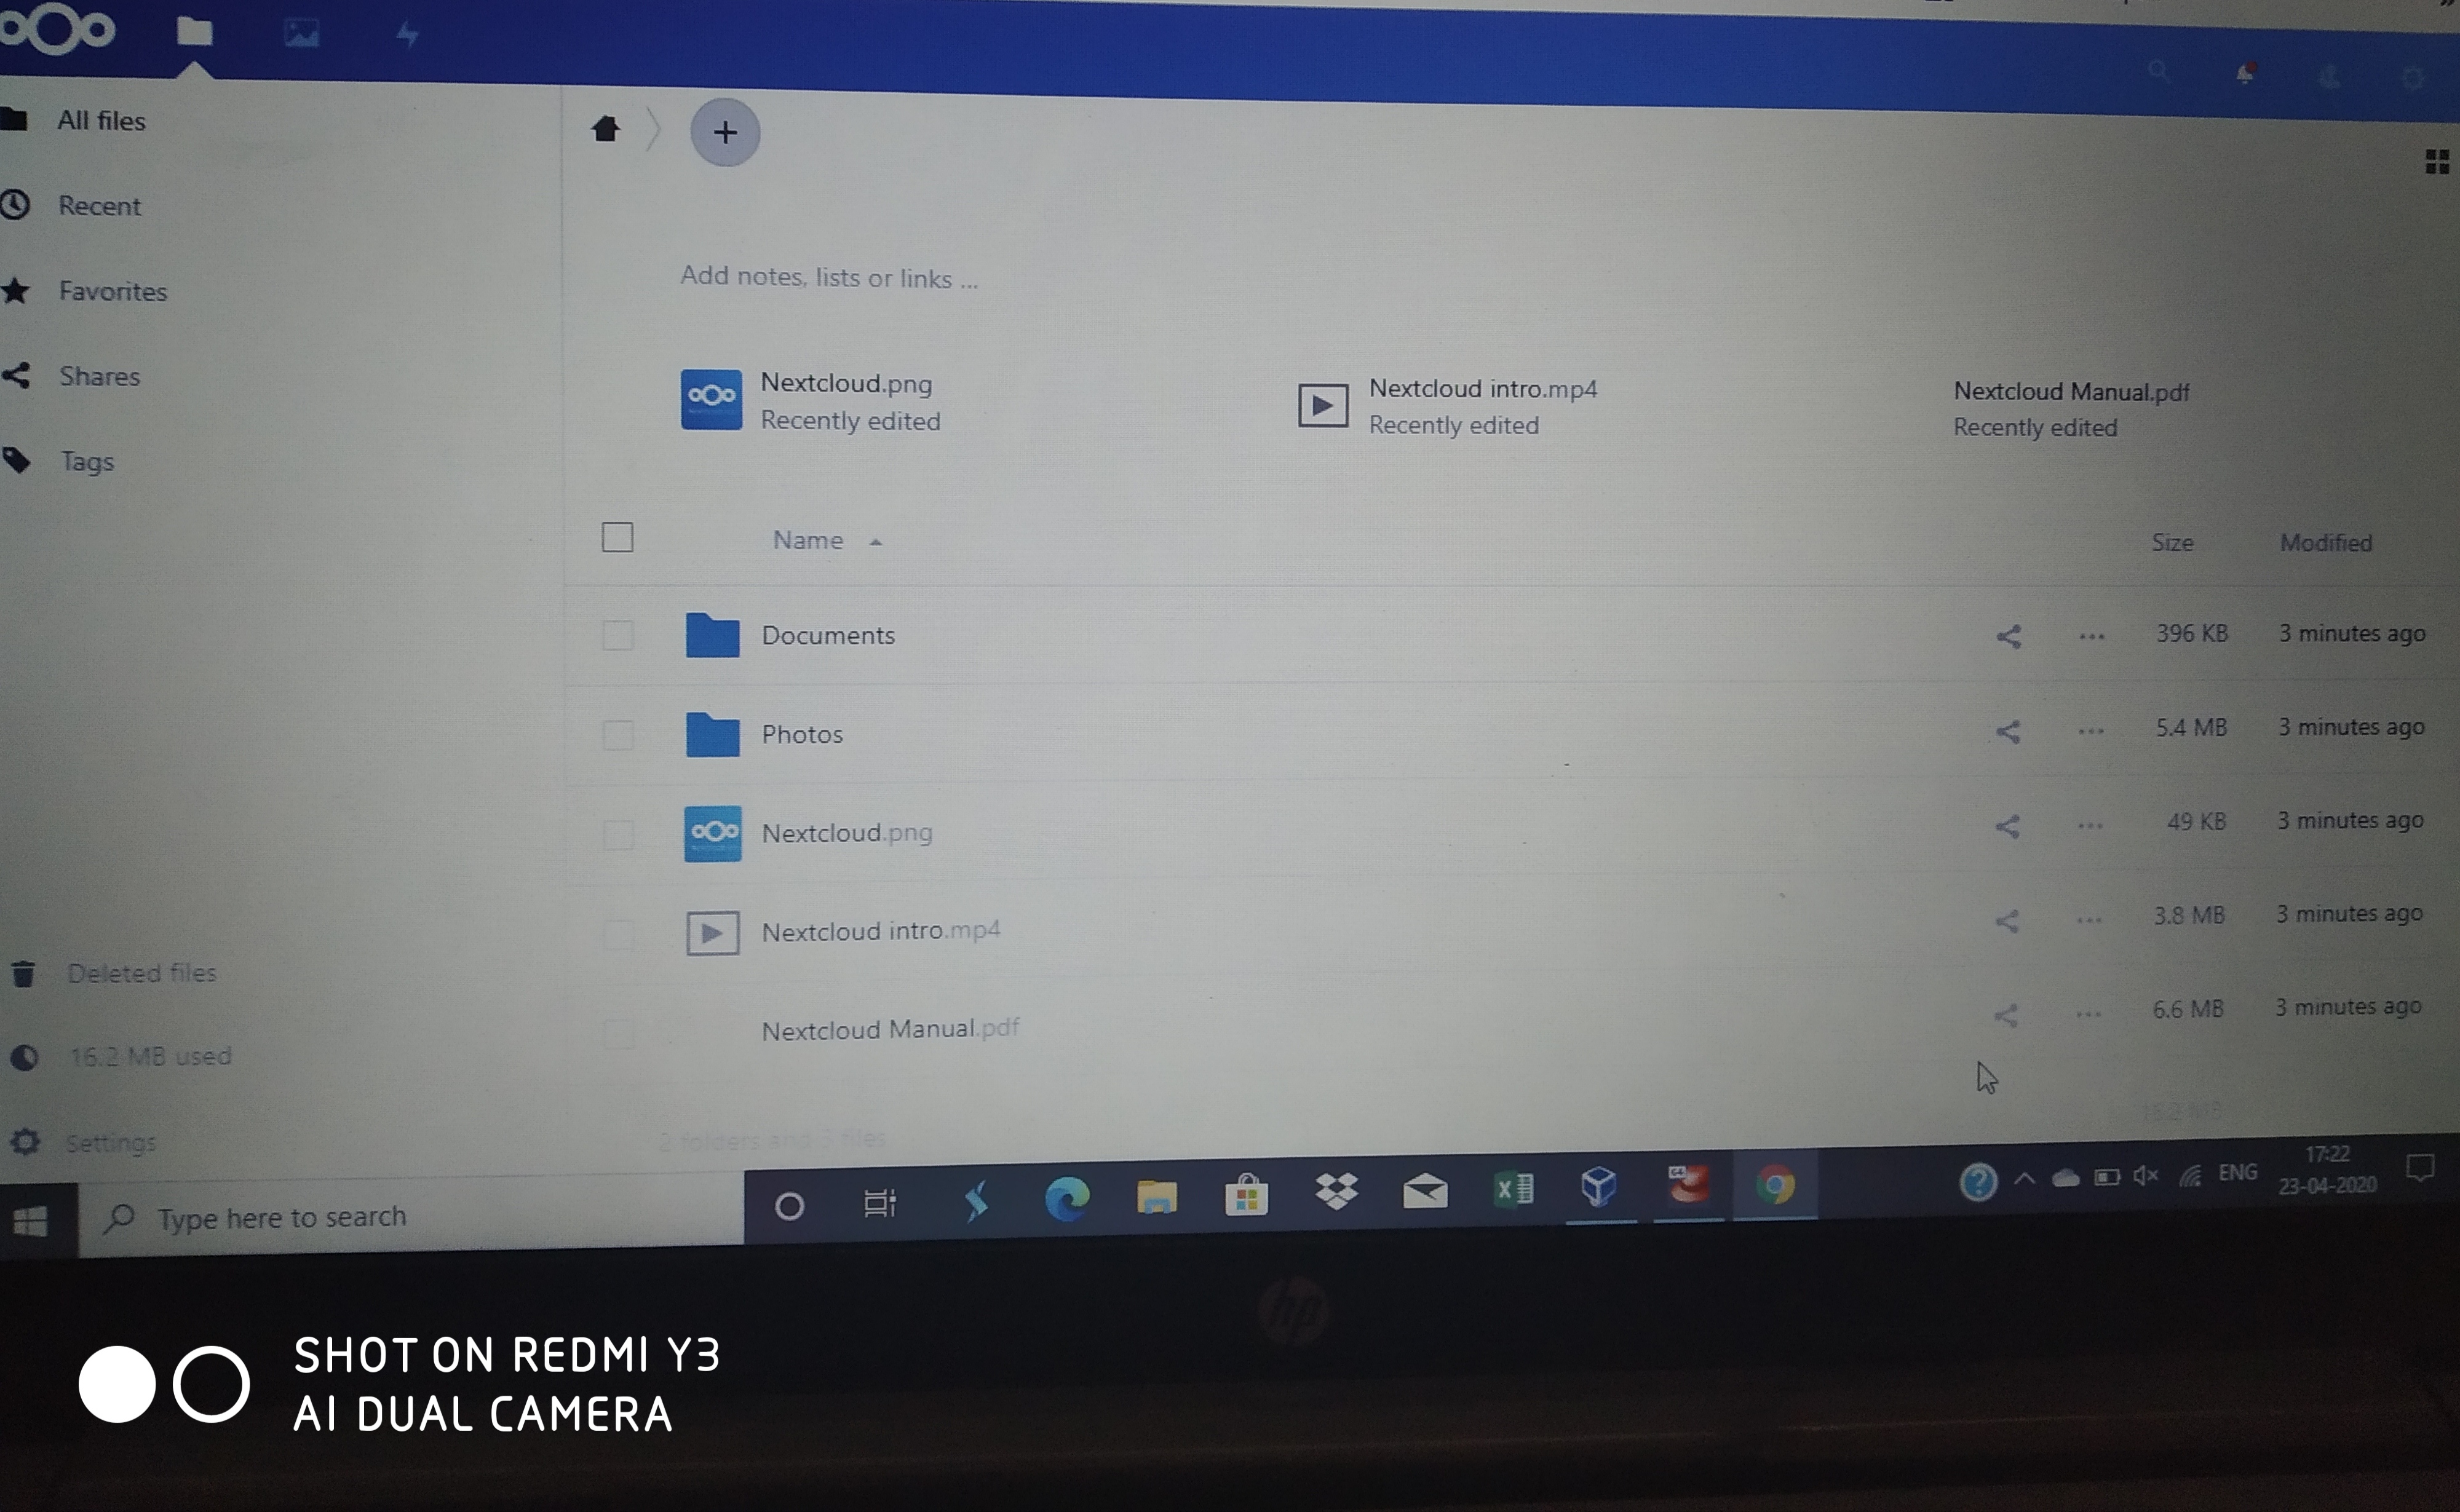 All files
Recent
Favorites
Shares
Tags
Deleted files
16.2 MB used
Settings
+
Add notes, lists or links ...
Nextcloud.png
Recently edited
Nextcloud intro.mp4
Recently edited
Nextcloud Manual.pdf
Recently edited
Name Size Modified
Documents 396 KB 3 minutes ago
Photos 5.4 MB 3 minutes ago
Nextcloud.png 49 KB 3 minutes ago
Nextcloud intro.mp4 3.8 MB 3 minutes ago
Nextcloud Manual.pdf 6.6 MB 3 minutes ago
2 folders files 16.2 MB
Type here to search
ENG
17:22
23-04-2020
hp
SHOT ON REDMI Y3
AI DUAL CAMERA